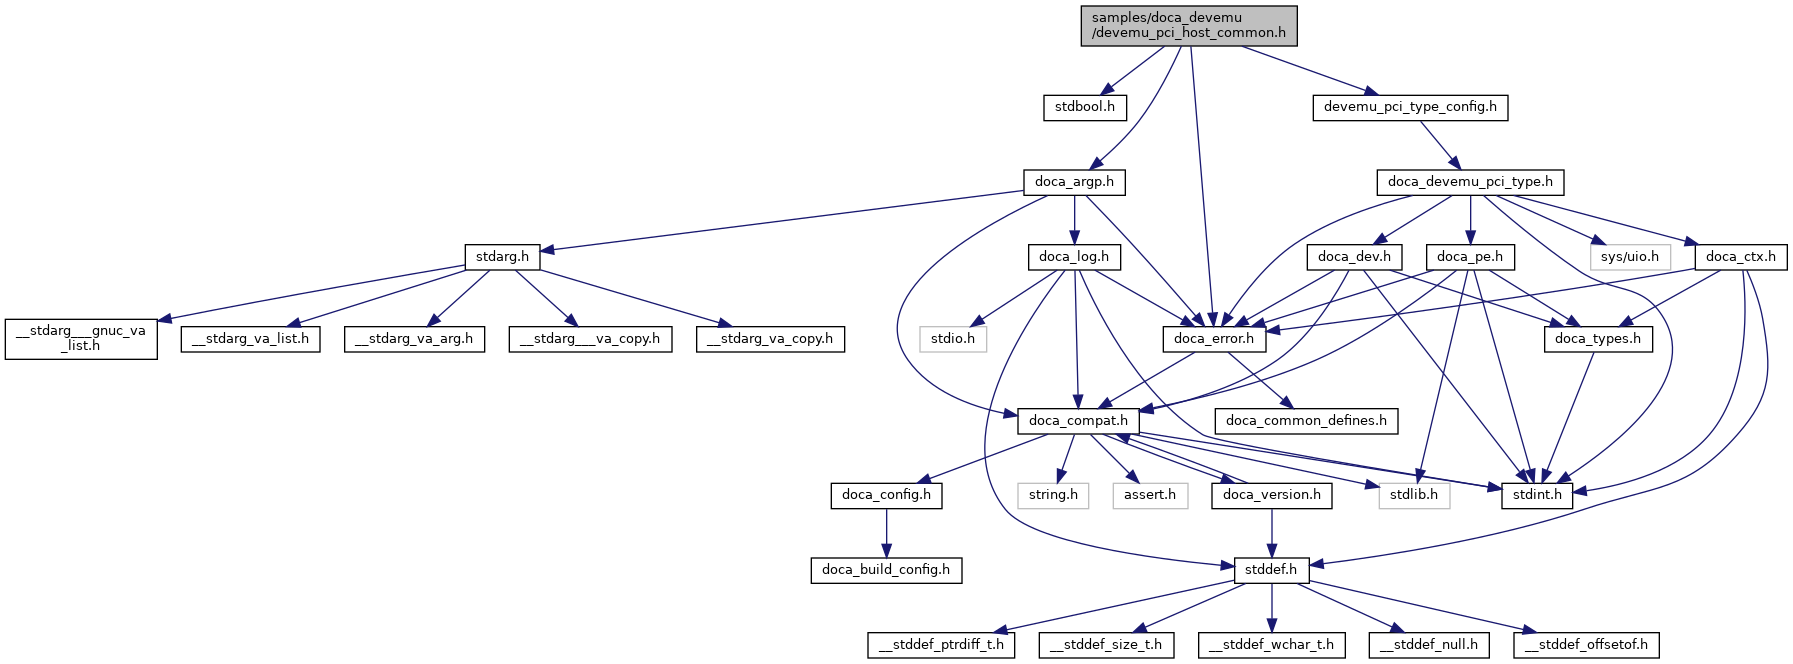 samples/doca_devemu
/devemu_pci_host_common.h
stdbool.h
devemu_pci_type_config.h
doca_argp.h
doca_devemu_pci_type.h
stdarg.h
doca_log.h
doca_dev.h
doca_pe.h
sys/uio.h
doca_ctx.h
__stdarg___gnuc_va
_list.h
__stdarg_va_list.h
__stdarg_va_arg.h
__stdarg___va_copy.h
__stdarg_va_copy.h
stdio.h
doca_error.h
doca_types.h
doca_compat.h
doca_common_defines.h
doca_config.h
string.h
assert.h
doca_version.h
stdlib.h
stdint.h
doca_build_config.h
stddef.h
__stddef_ptrdiff_t.h
__stddef_size_t.h
__stddef_wchar_t.h
__stddef_null.h
__stddef_offsetof.h